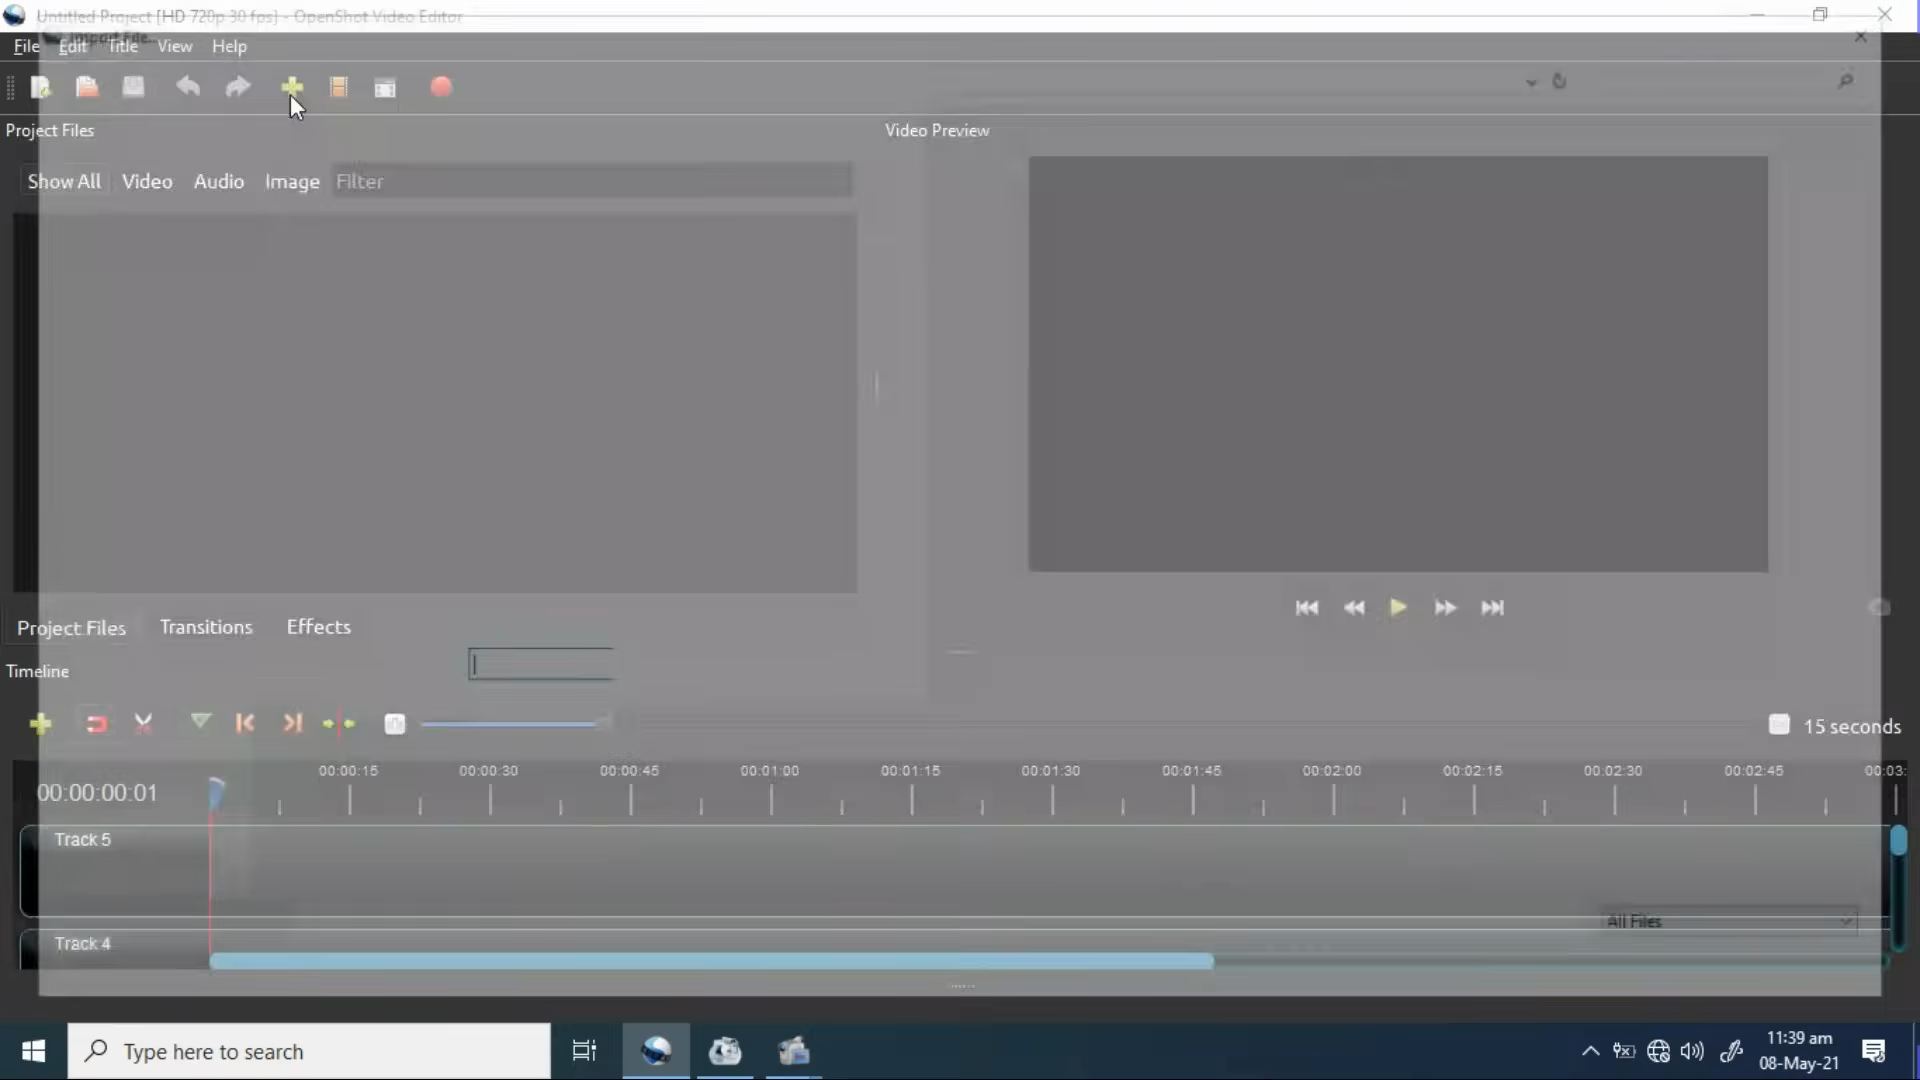 Untitled Project [HD 720p 30 fps] - OpenShot Video Editor
Import File...
File Edit Title View Help
Project Files
Video Preview
Show All Video Audio Image Filter
Project Files Transitions Effects
Timeline
15 seconds
00:00:00:01
00:00:15 00:00:30 00:00:45 00:01:00 00:01:15 00:01:30 00:01:45 00:02:00 00:02:15 00:02:30 00:02:45 00:03:
Track 5
All Files
Track 4
Type here to search
11:39 am
08-May-21